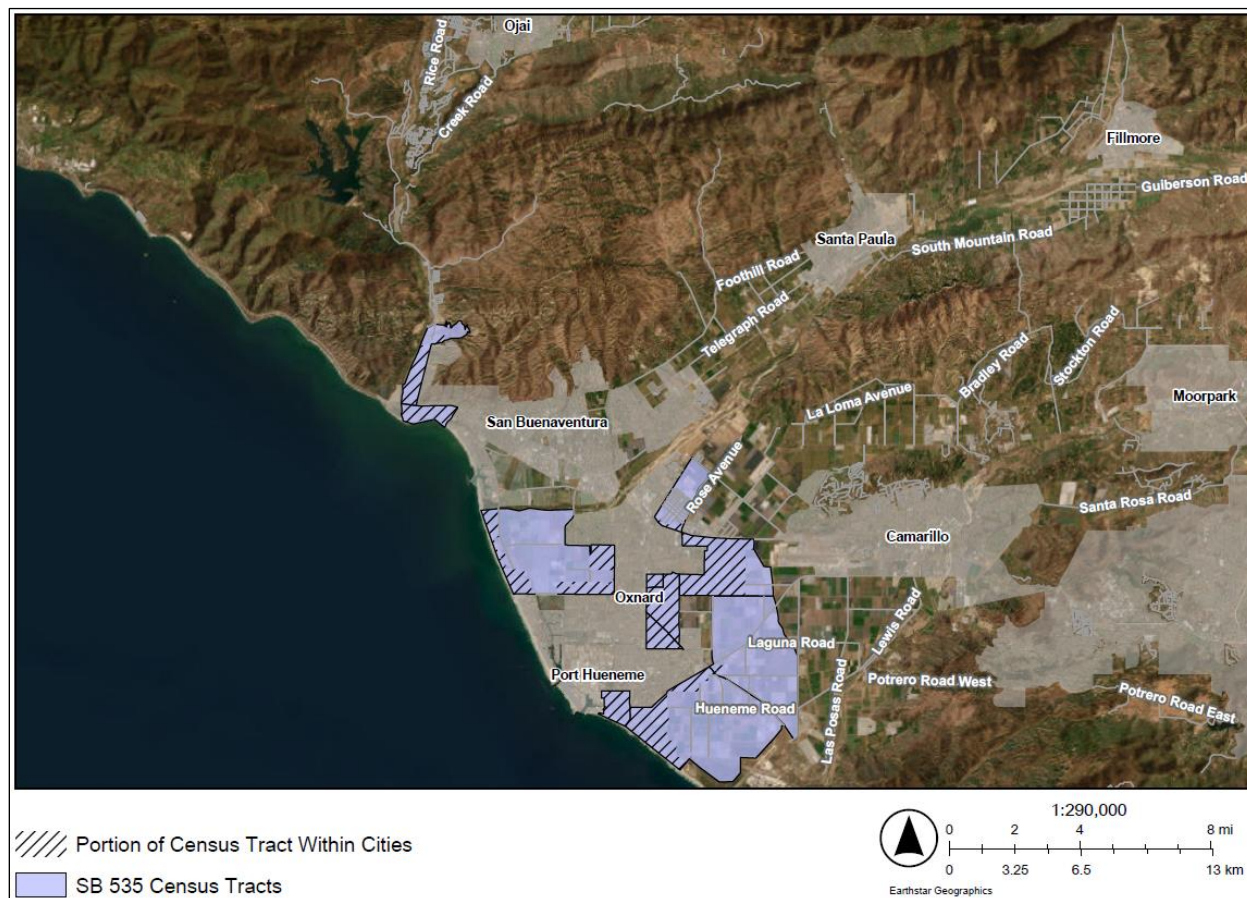 Ojai
Rice Road
Creek Road
Fillmore
Guiberson Road
Santa Paula
South Mountain Road
Foothill Road
Telegraph Road
Bradley Road
Stockton Road
Moorpark
La Loma Avenue
San Buenaventura
Rose Avenue
Santa Rosa Road
Camarillo
Oxnard
Lewis Road
Laguna Road
Port Hueneme
Potrero Road West
Hueneme Road
Las Posas Road
Potrero Road East
Portion of Census Tract Within Cities
SB 535 Census Tracts
1:290,000
0 2 4 8 mi
0 3.25 6.5 13 km
Earthstar Geographics